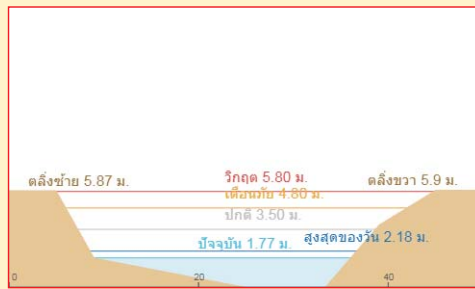 วิกฤต 5.80 ม.
ตลิ่งซ้าย 5.87 ม.
ตลิ่งขวา 5.9 ม.
เตือนภัย 4.80 ม.
ปกติ 3.50 ม.
สูงสุดของวัน 2.18 ม.
ปัจจุบัน 1.77 ม.
0
20
40